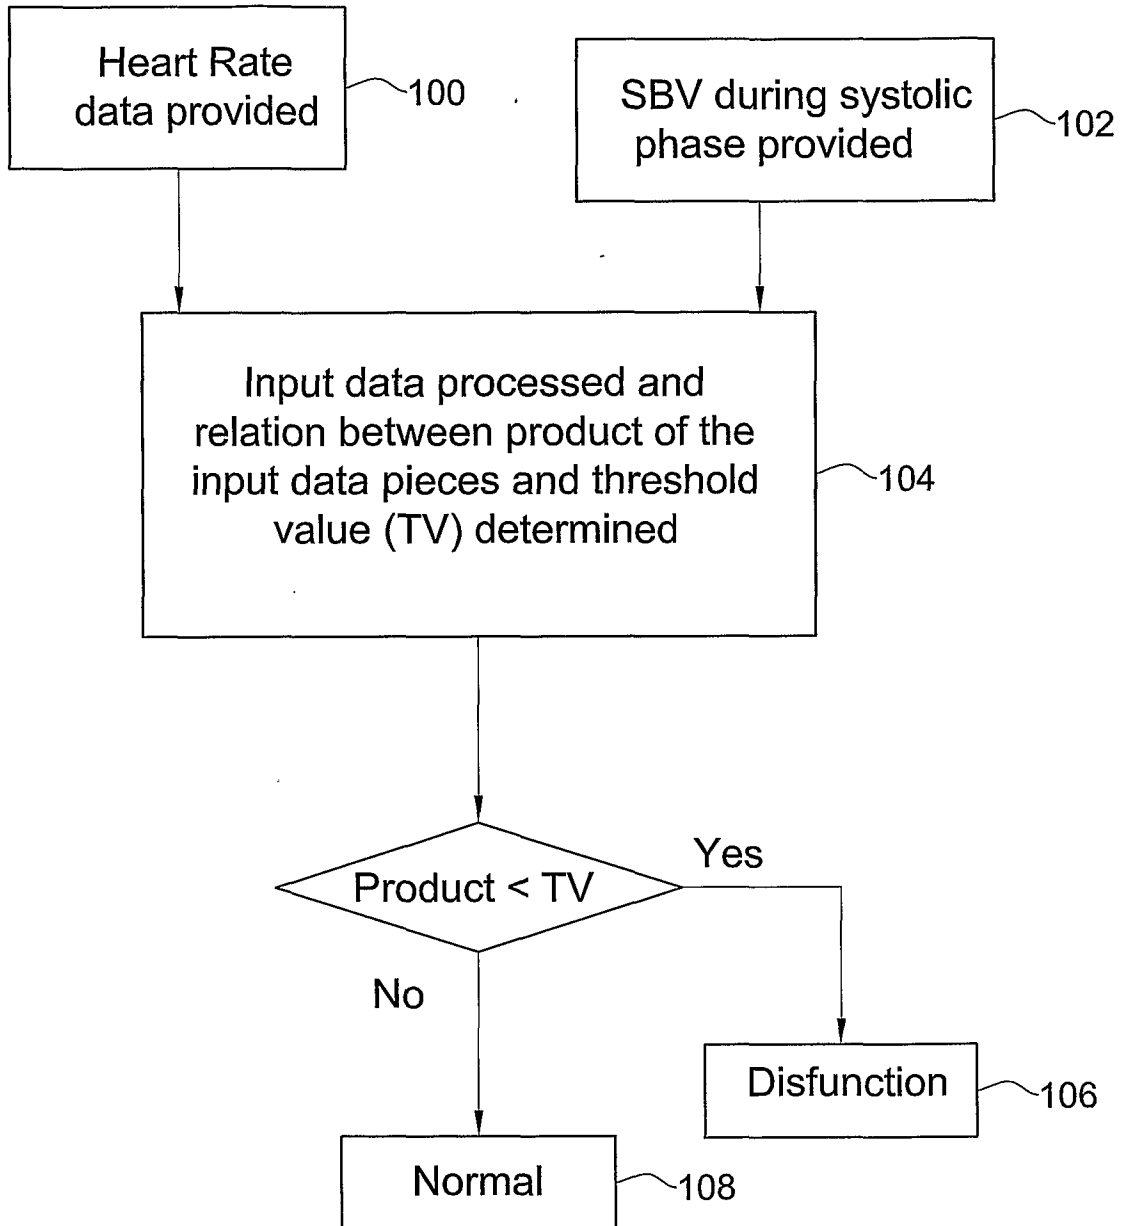 Heart Rate
data provided
100
SBV during systolic
phase provided
102
Input data processed and
relation between product of the
input data pieces and threshold
value (TV) determined
104
Product < TV
Yes
No
Disfunction
106
Normal
108